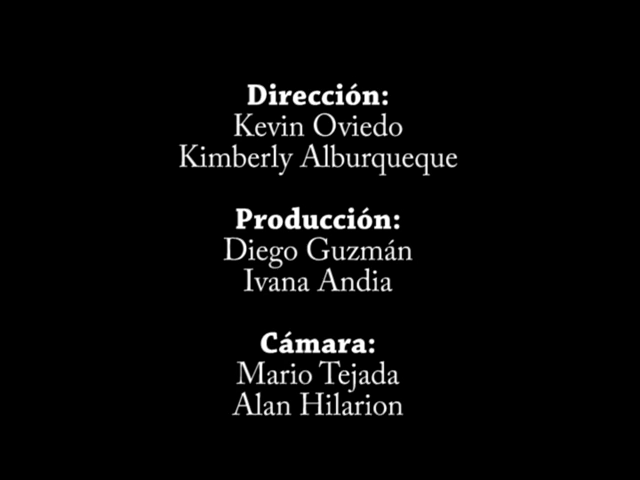 Dirección:
Kevin Oviedo
Kimberly Alburqueque
Producción:
Diego Guzmán
Ivana Andia
Cámara:
Mario Tejada
Alan Hilarion